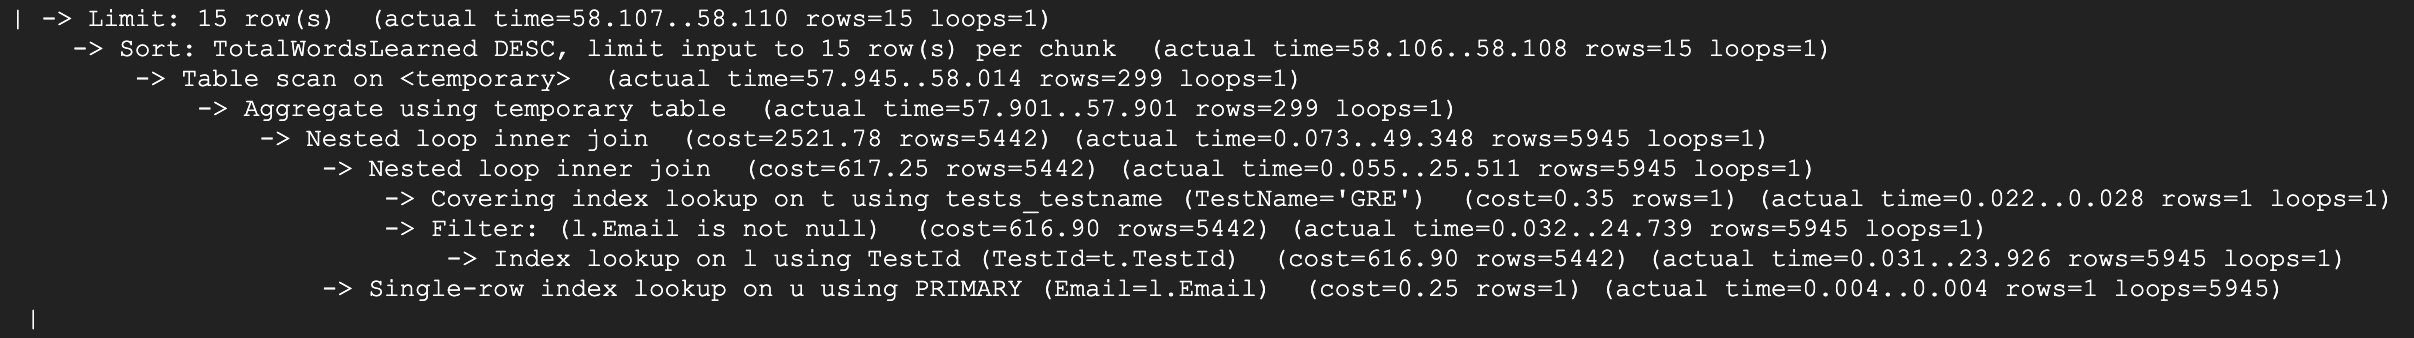 | -> Limit: 15 row(s)  (actual time=58.107..58.110 rows=15 loops=1)
    -> Sort: TotalWordsLearned DESC, limit input to 15 row(s) per chunk  (actual time=58.106..58.108 rows=15 loops=1)
        -> Table scan on <temporary>  (actual time=57.945..58.014 rows=299 loops=1)
            -> Aggregate using temporary table  (actual time=57.901..57.901 rows=299 loops=1)
                -> Nested loop inner join  (cost=2521.78 rows=5442) (actual time=0.073..49.348 rows=5945 loops=1)
                    -> Nested loop inner join  (cost=617.25 rows=5442) (actual time=0.055..25.511 rows=5945 loops=1)
                        -> Covering index lookup on t using tests_testname (TestName='GRE')  (cost=0.35 rows=1) (actual time=0.022..0.028 rows=1 loops=1)
                        -> Filter: (l.Email is not null)  (cost=616.90 rows=5442) (actual time=0.032..24.739 rows=5945 loops=1)
                            -> Index lookup on l using TestId (TestId=t.TestId)  (cost=616.90 rows=5442) (actual time=0.031..23.926 rows=5945 loops=1)
                    -> Single-row index lookup on u using PRIMARY (Email=l.Email)  (cost=0.25 rows=1) (actual time=0.004..0.004 rows=1 loops=5945)
 |